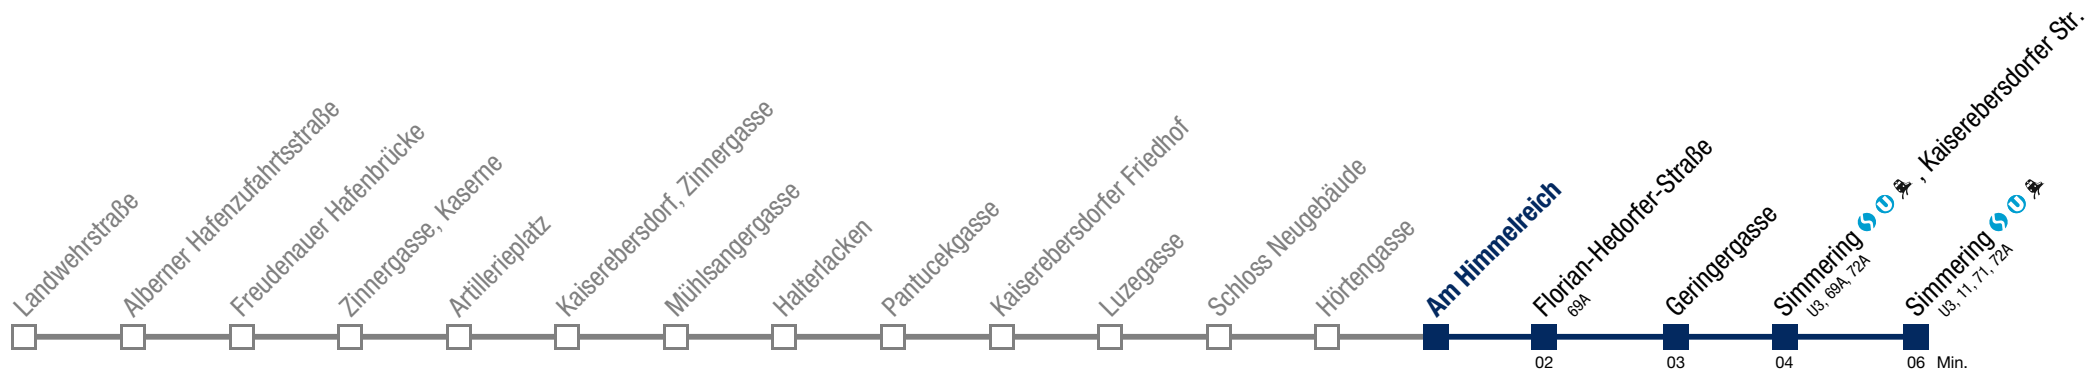 Landwehrstraße
Alberner Hafenzufahrtsstraße
Freudenauer Hafenbrücke
Zinnergasse, Kaserne
Artillerieplatz
Kaiserebersdorf, Zinnergasse
Mühlsangergasse
Halterlacken
Pantucekgasse
Kaiserebersdorfer Friedhof
Luzegasse
Schloss Neugebäude
Hörtengasse
Am Himmelreich
Florian-Hedorfer-Straße
69A
Geringergasse
Simmering S U , Kaiserebersdorfer Str.
U3, 69A, 72A
Simmering S U
U3, 11, 71, 72A
02 03 04 06 Min.